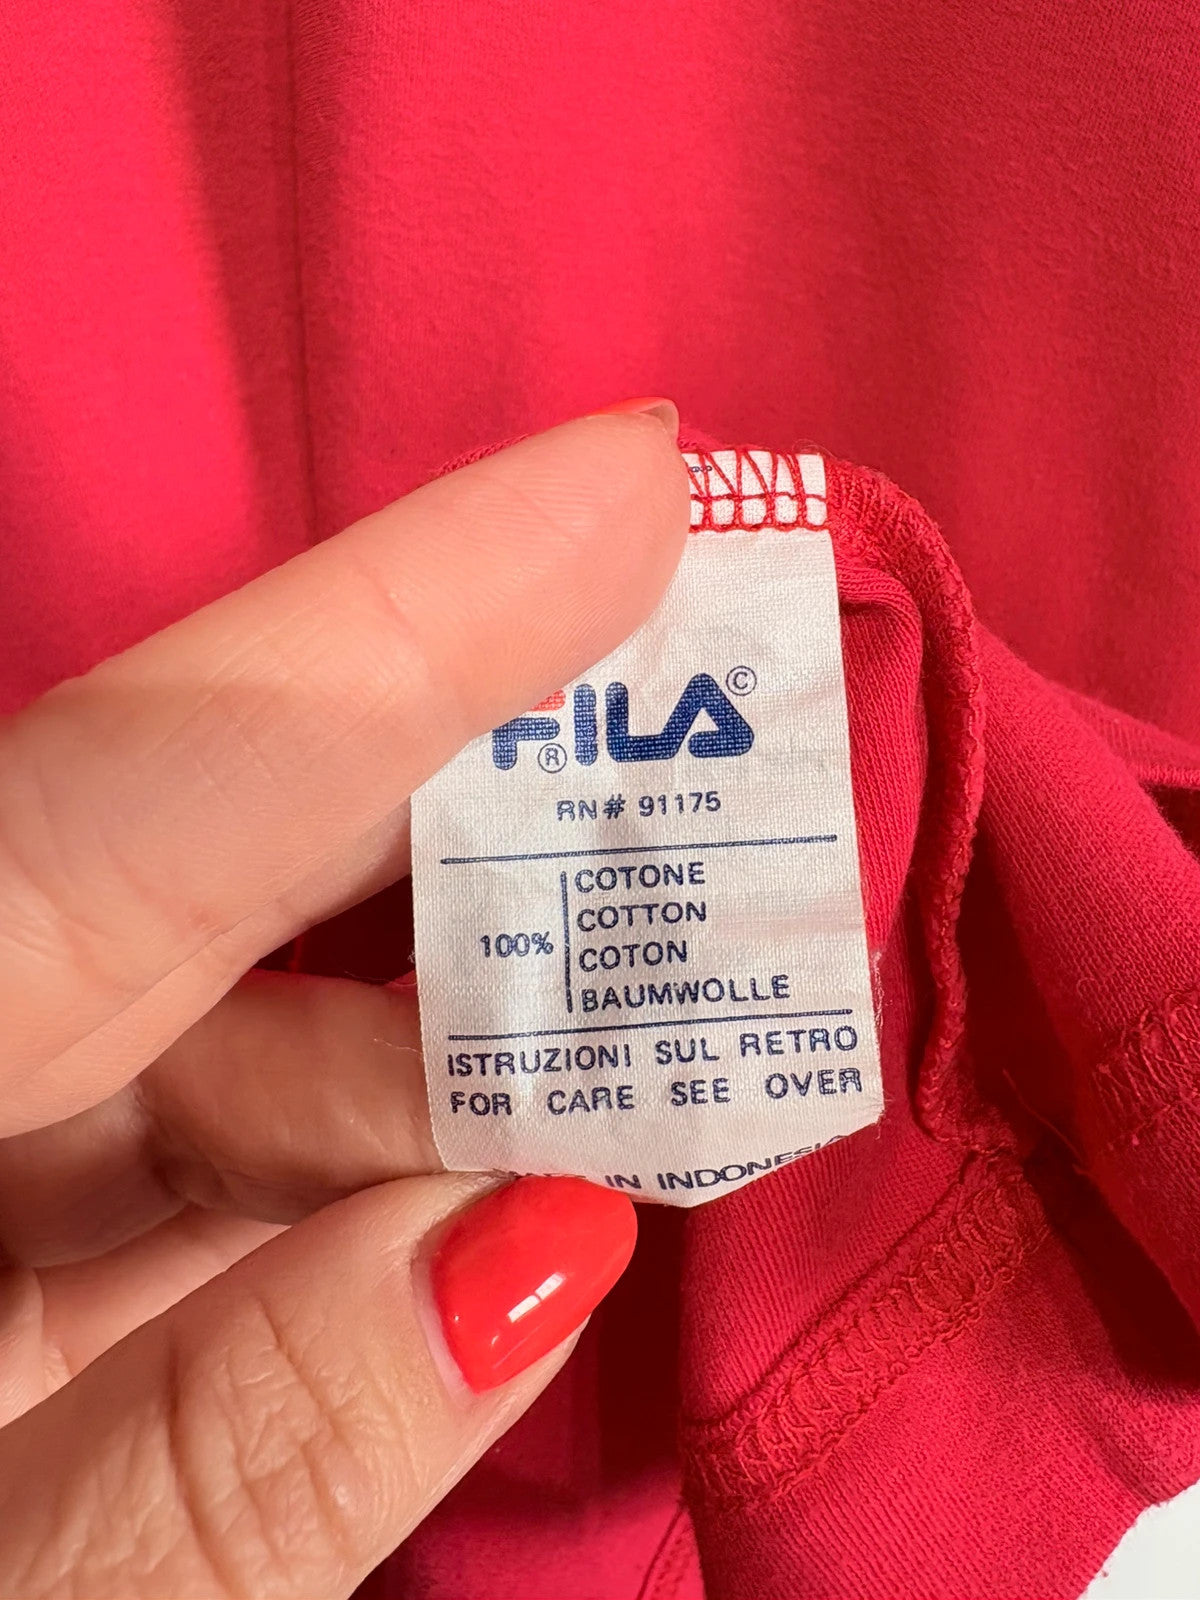 FILA ©
®
RN# 91175
100%
COTONE
COTTON
COTON
BAUMWOLLE
ISTRUZIONI SUL RETRO
FOR CARE SEE OVER
IN INDONESIA